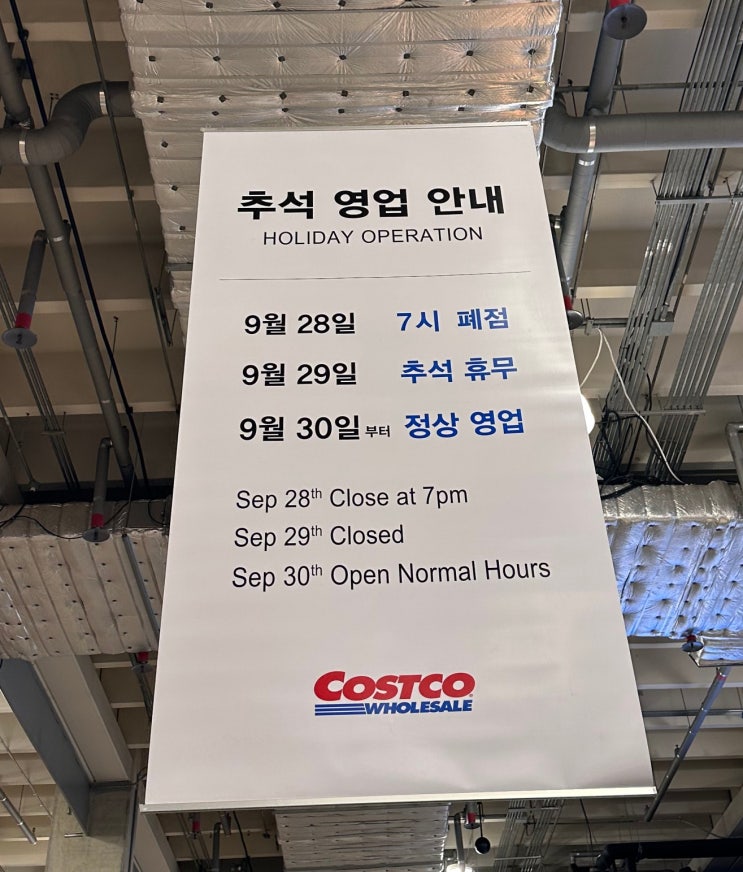 추석 영업 안내
HOLIDAY OPERATION
9월 28일 7시 폐점
9월 29일 추석 휴무
9월 30일부터 정상 영업
Sep 28th Close at 7pm
Sep 29th Closed
Sep 30th Open Normal Hours
COSTCO
WHOLESALE